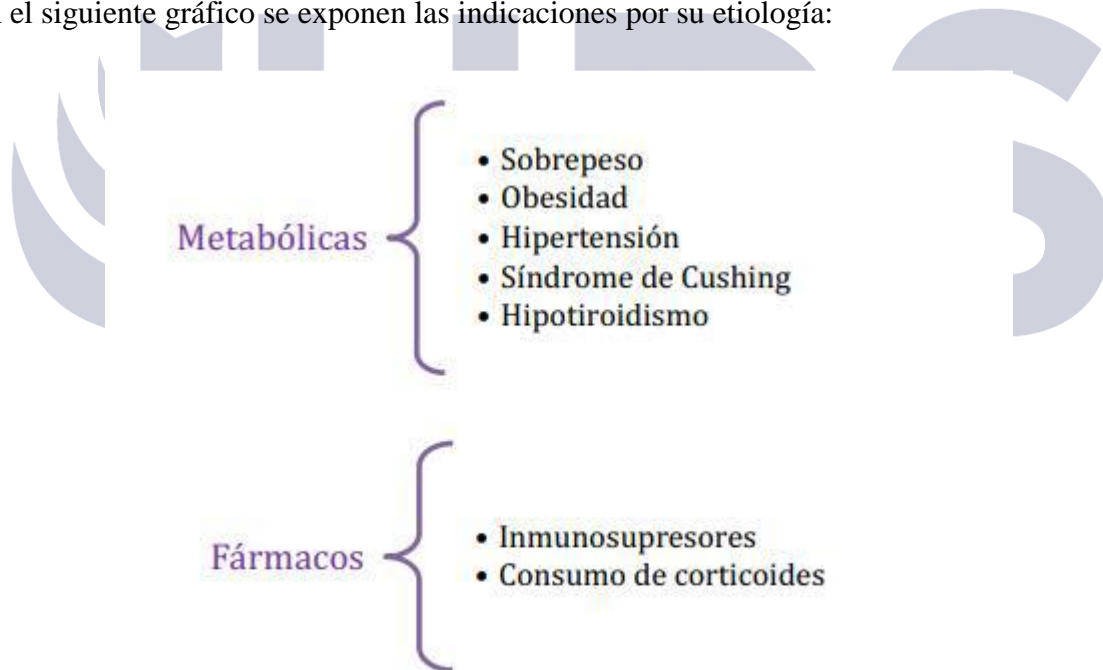 el siguiente gráfico se exponen las indicaciones por su etiología:
Metabólicas
• Sobrepeso
• Obesidad
• Hipertensión
• Síndrome de Cushing
• Hipotiroidismo
Fármacos
• Inmunosupresores
• Consumo de corticoides